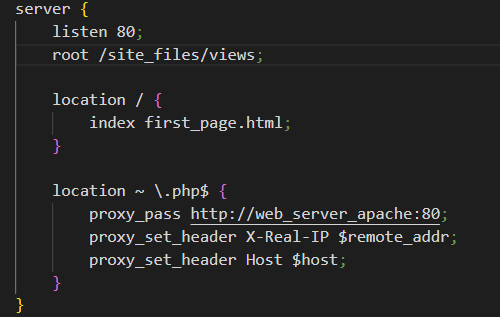 server {
listen 80;
root /site_files/views;
location / {
index first_page.html;
}
location ~ \.php$ {
proxy_pass http://web_server_apache:80;
proxy_set_header X-Real-IP $remote_addr;
proxy_set_header Host $host;
}
}